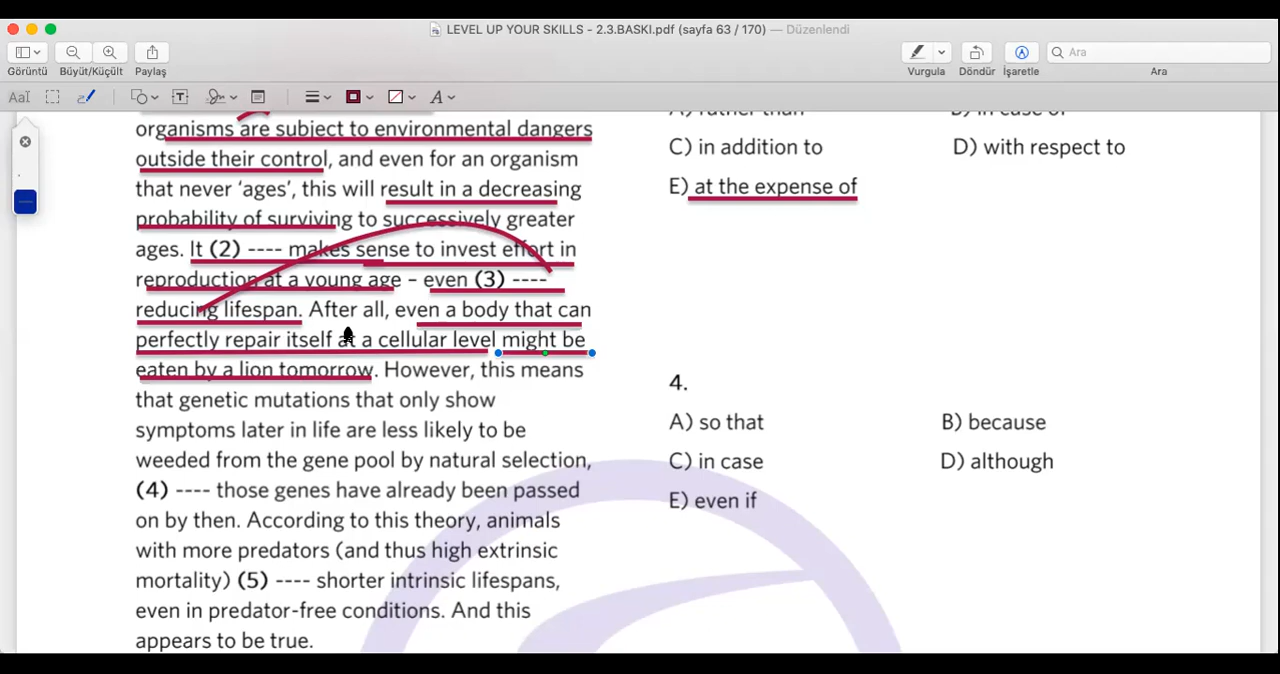 LEVEL UP YOUR SKILLS - 2.3.BASKI.pdf (sayfa 63 / 170) — Düzenlendi
Ara
Görüntü Büyüt/Küçült Paylaş Vurgula Döndür İşaretle Ara
organisms are subject to environmental dangers
outside their control, and even for an organism
that never ‘ages’, this will result in a decreasing
probability of surviving to successively greater
ages. It (2) ---- makes sense to invest effort in
reproduction at a young age – even (3) ----
reducing lifespan. After all, even a body that can
perfectly repair itself at a cellular level might be
eaten by a lion tomorrow. However, this means
that genetic mutations that only show
symptoms later in life are less likely to be
weeded from the gene pool by natural selection,
(4) ---- those genes have already been passed
on by then. According to this theory, animals
with more predators (and thus high extrinsic
mortality) (5) ---- shorter intrinsic lifespans,
even in predator-free conditions. And this
appears to be true.
A) rather than
C) in addition to D) with respect to
E) at the expense of
4.
A) so that B) because
C) in case D) although
E) even if